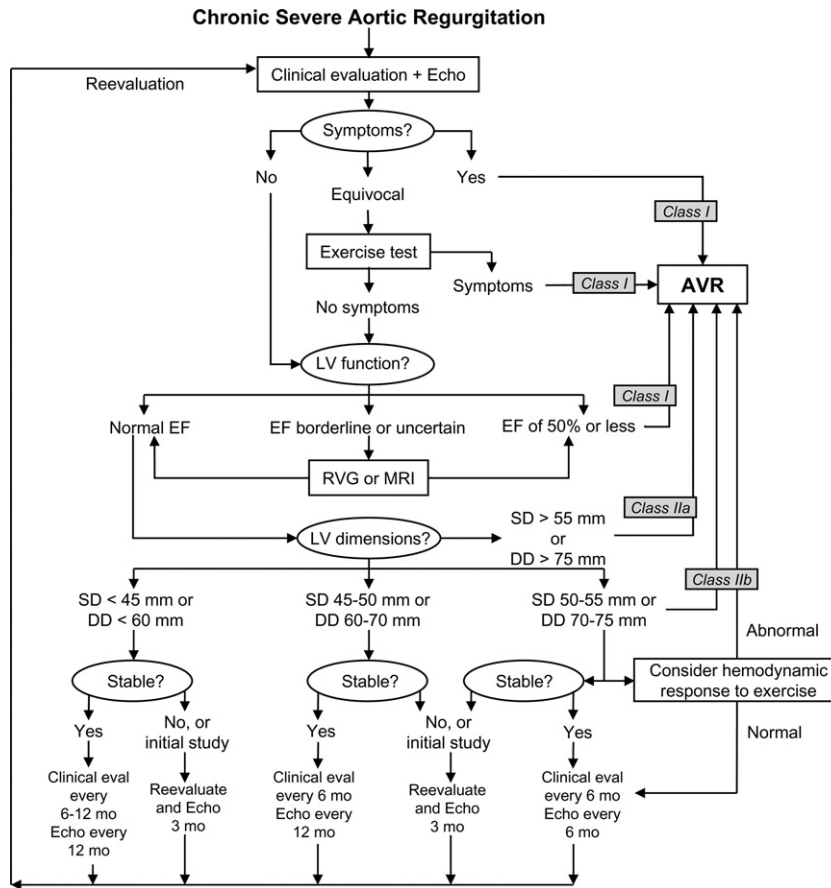 Chronic Severe Aortic Regurgitation
Clinical evaluation + Echo
Reevaluation
Symptoms?
No
Equivocal
Yes
Class I
Exercise test
Symptoms
Class I
AVR
No symptoms
LV function?
Class I
Normal EF
EF borderline or uncertain
EF of 50% or less
RVG or MRI
Class IIa
LV dimensions?
SD > 55 mm
or
DD > 75 mm
Class IIb
SD < 45 mm or
DD < 60 mm
SD 45-50 mm or
DD 60-70 mm
SD 50-55 mm or
DD 70-75 mm
Abnormal
Stable?
Stable?
Stable?
Consider hemodynamic
response to exercise
Yes
No, or
initial study
Yes
No, or
initial study
Yes
Normal
Clinical eval
every
6-12 mo
Echo every
12 mo
Reevaluate
and Echo
3 mo
Clinical eval
every 6 mo
Echo every
12 mo
Reevaluate
and Echo
3 mo
Clinical eval
every 6 mo
Echo every
6 mo